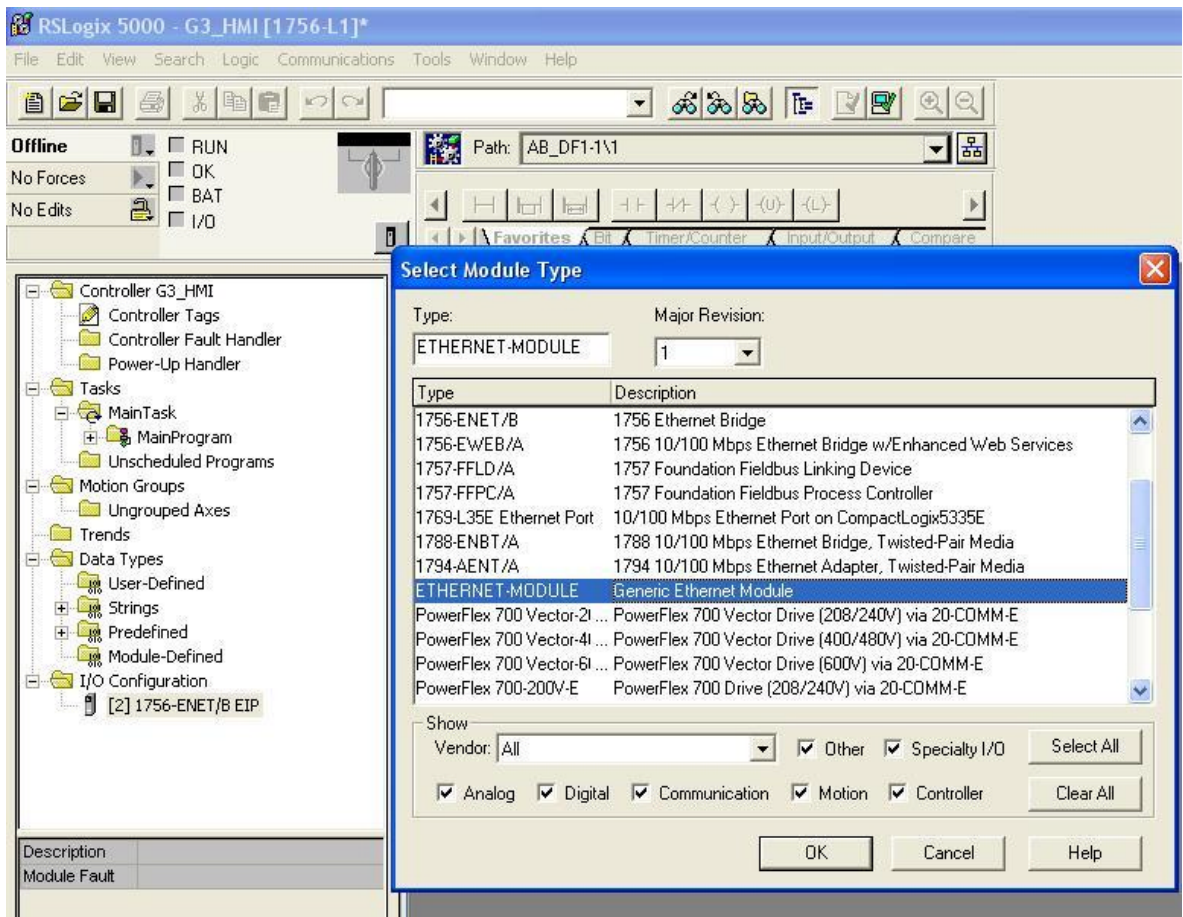 RSLogix 5000 - G3_HMI [1756-L1]*
File Edit View Search Logic Communications Tools Window Help
Offline
RUN
No Forces
OK
BAT
No Edits
I/O
Path: AB_DF1-1\1
Favorites Bit Timer/Counter Input/Output Compare
Controller G3_HMI
Controller Tags
Controller Fault Handler
Power-Up Handler
Tasks
MainTask
MainProgram
Unscheduled Programs
Motion Groups
Ungrouped Axes
Trends
Data Types
User-Defined
Strings
Predefined
Module-Defined
I/O Configuration
[2] 1756-ENET/B EIP
Description
Module Fault
Select Module Type
Type: Major Revision:
ETHERNET-MODULE 1
Type Description
1756-ENET/B 1756 Ethernet Bridge
1756-EWEB/A 1756 10/100 Mbps Ethernet Bridge w/Enhanced Web Services
1757-FFLD/A 1757 Foundation Fieldbus Linking Device
1757-FFPC/A 1757 Foundation Fieldbus Process Controller
1769-L35E Ethernet Port 10/100 Mbps Ethernet Port on CompactLogix5335E
1788-ENBT/A 1788 10/100 Mbps Ethernet Bridge, Twisted-Pair Media
1794-AENT/A 1794 10/100 Mbps Ethernet Adapter, Twisted-Pair Media
ETHERNET-MODULE Generic Ethernet Module
PowerFlex 700 Vector-2( ... PowerFlex 700 Vector Drive (208/240V) via 20-COMM-E
PowerFlex 700 Vector-4( ... PowerFlex 700 Vector Drive (400/480V) via 20-COMM-E
PowerFlex 700 Vector-6( ... PowerFlex 700 Vector Drive (600V) via 20-COMM-E
PowerFlex 700-200V-E PowerFlex 700 Drive (208/240V) via 20-COMM-E
Show
Vendor: All Other Specialty I/O Select All
Analog Digital Communication Motion Controller Clear All
OK Cancel Help